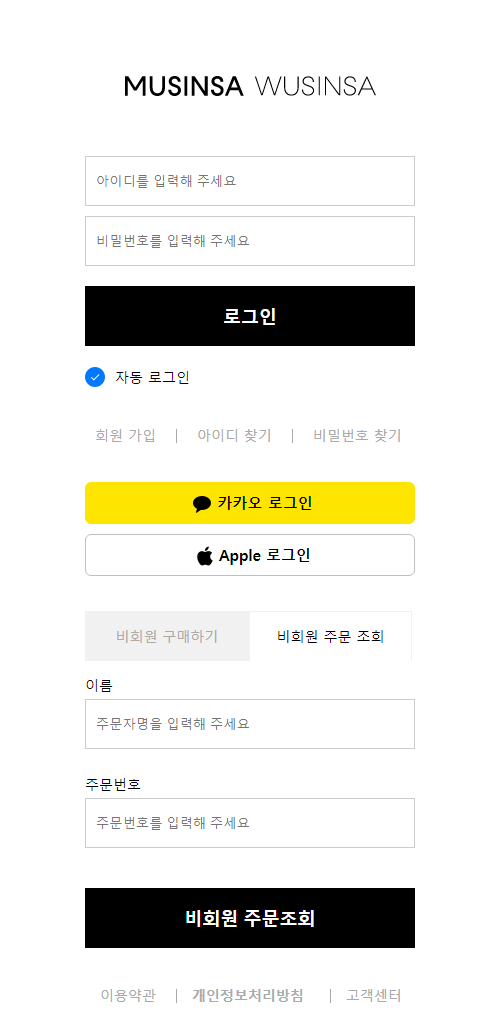 MUSINSA WUSINSA
아이디를 입력해 주세요
비밀번호를 입력해 주세요
로그인
자동 로그인
회원 가입 | 아이디 찾기 | 비밀번호 찾기
카카오 로그인
Apple 로그인
비회원 구매하기 비회원 주문 조회
이름
주문자명을 입력해 주세요
주문번호
주문번호를 입력해 주세요
비회원 주문조회
이용약관 | 개인정보처리방침 | 고객센터